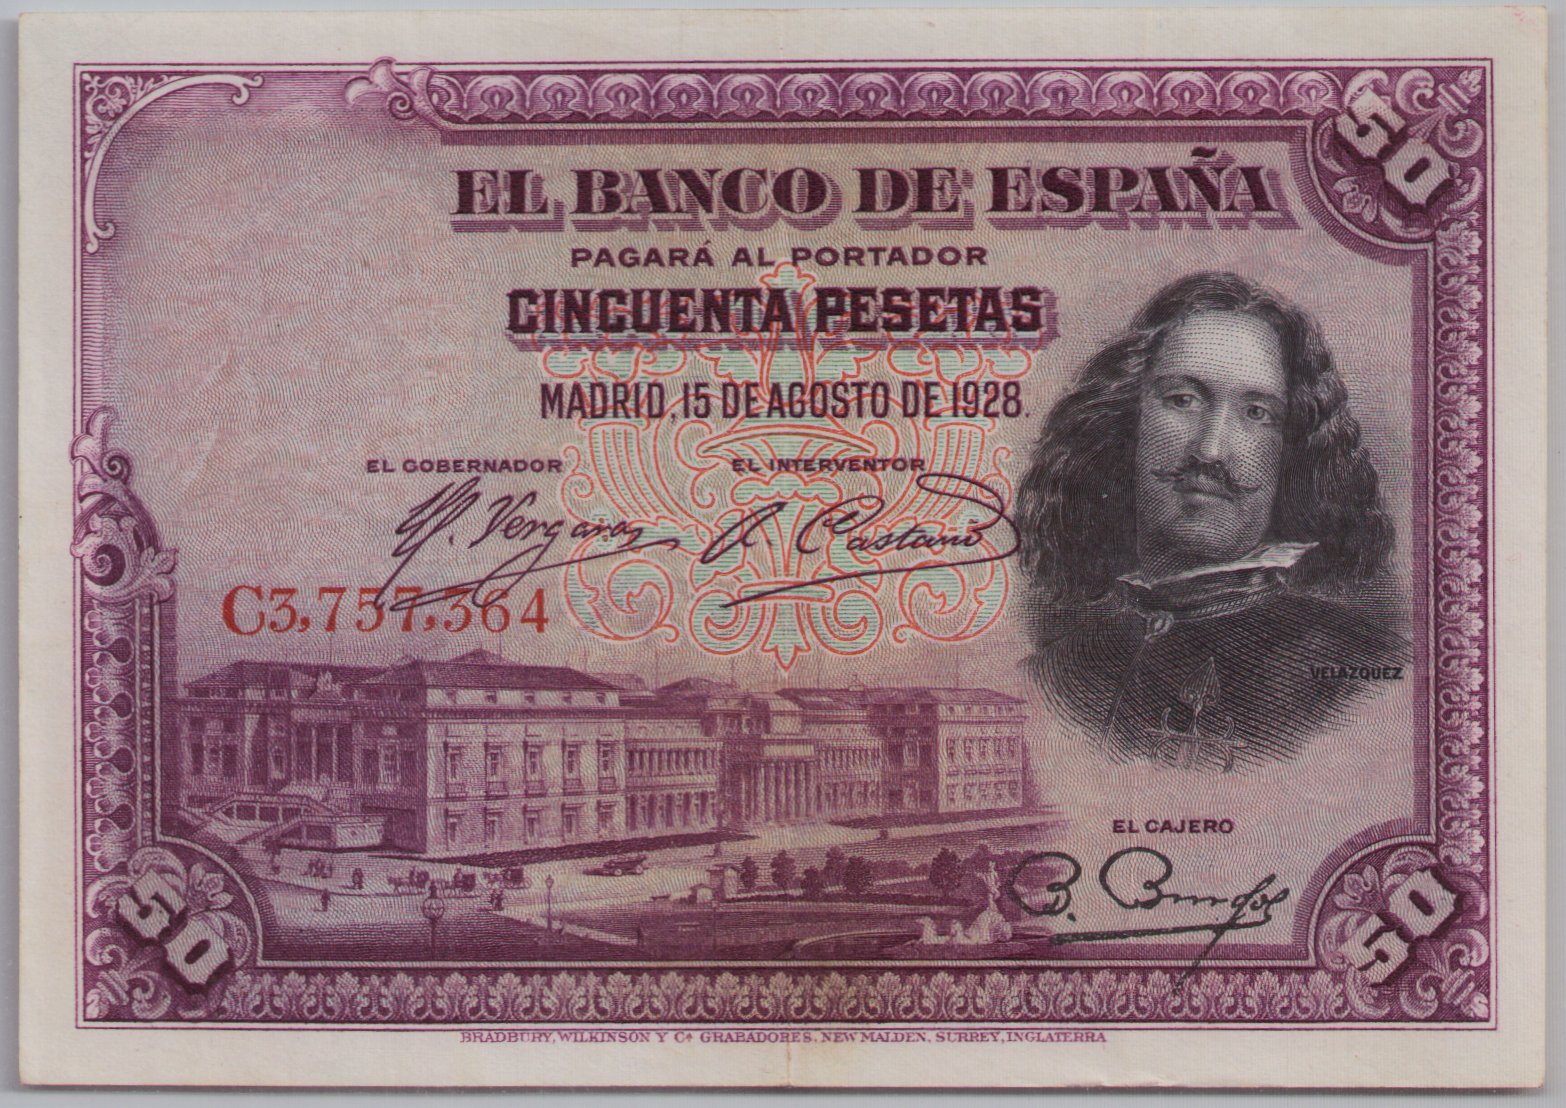 50
EL BANCO DE ESPAÑA
PAGARÁ AL PORTADOR
CINCUENTA PESETAS
MADRID, 15 DE AGOSTO DE 1928.
EL GOBERNADOR
EL INTERVENTOR
C3,757,364
VELAZQUEZ
EL CAJERO
B. Burgos
50
50
BRADBURY, WILKINSON Y Cª GRABADORES, NEW MALDEN, SURREY, INGLATERRA